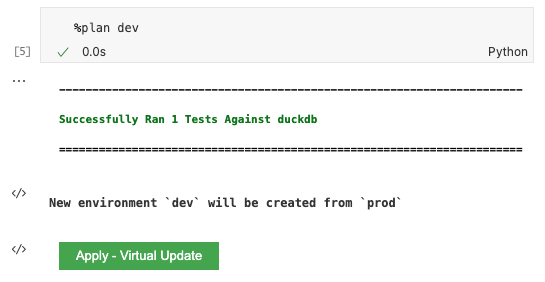 %plan dev
[5] ✓ 0.0s Python
...
----------------------------------------------------------------------
Successfully Ran 1 Tests Against duckdb
======================================================================
</> New environment `dev` will be created from `prod`
</> Apply - Virtual Update